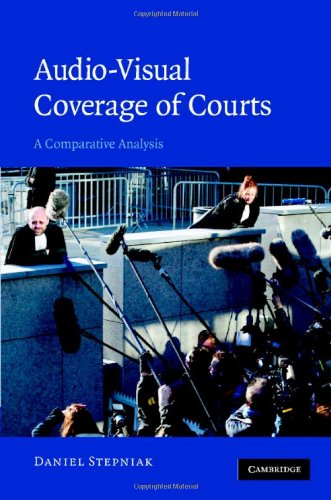 Audio-Visual
Coverage of Courts
A Comparative Analysis
DANIEL STEPNIAK
CAMBRIDGE